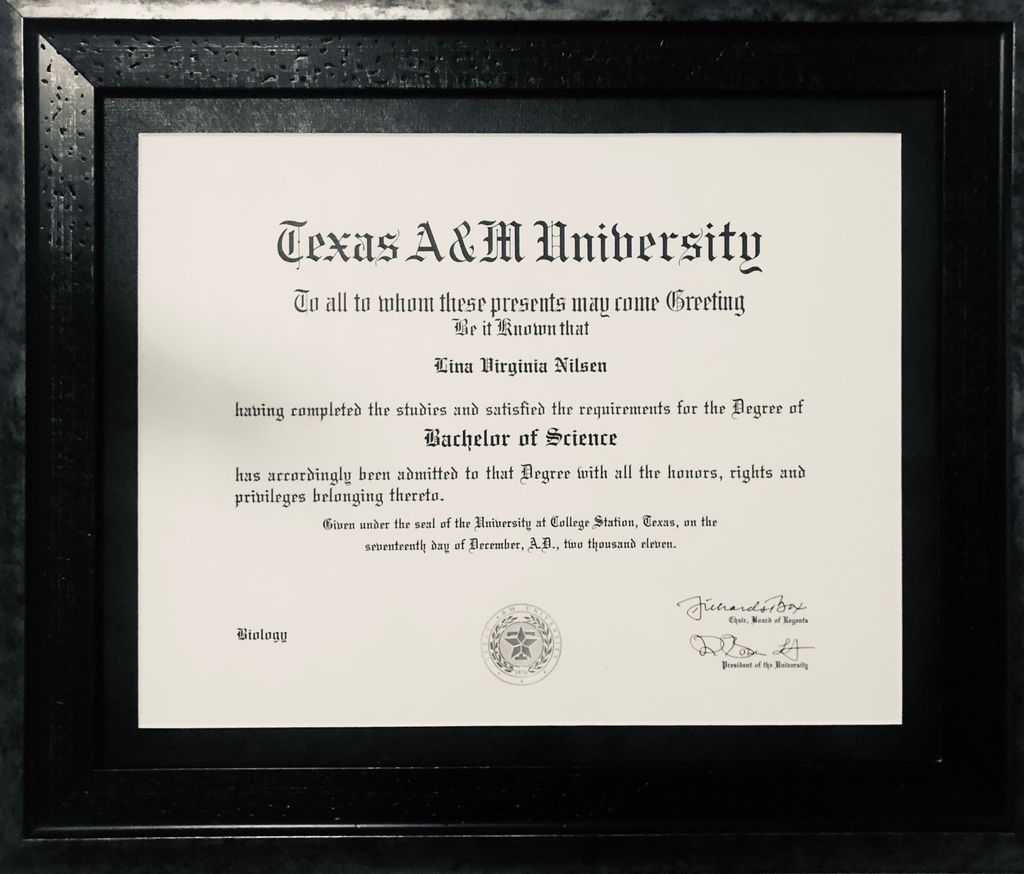 Texas A&M University
To all to whom these presents may come Greeting
Be it Known that
Lina Virginia Nilsen
having completed the studies and satisfied the requirements for the Degree of
Bachelor of Science
has accordingly been admitted to that Degree with all the honors, rights and
privileges belonging thereto.
Given under the seal of the University at College Station, Texas, on the
seventeenth day of December, A.D., two thousand eleven.
Biology
1876
Richard Box
Chair, Board of Regents
President of the University